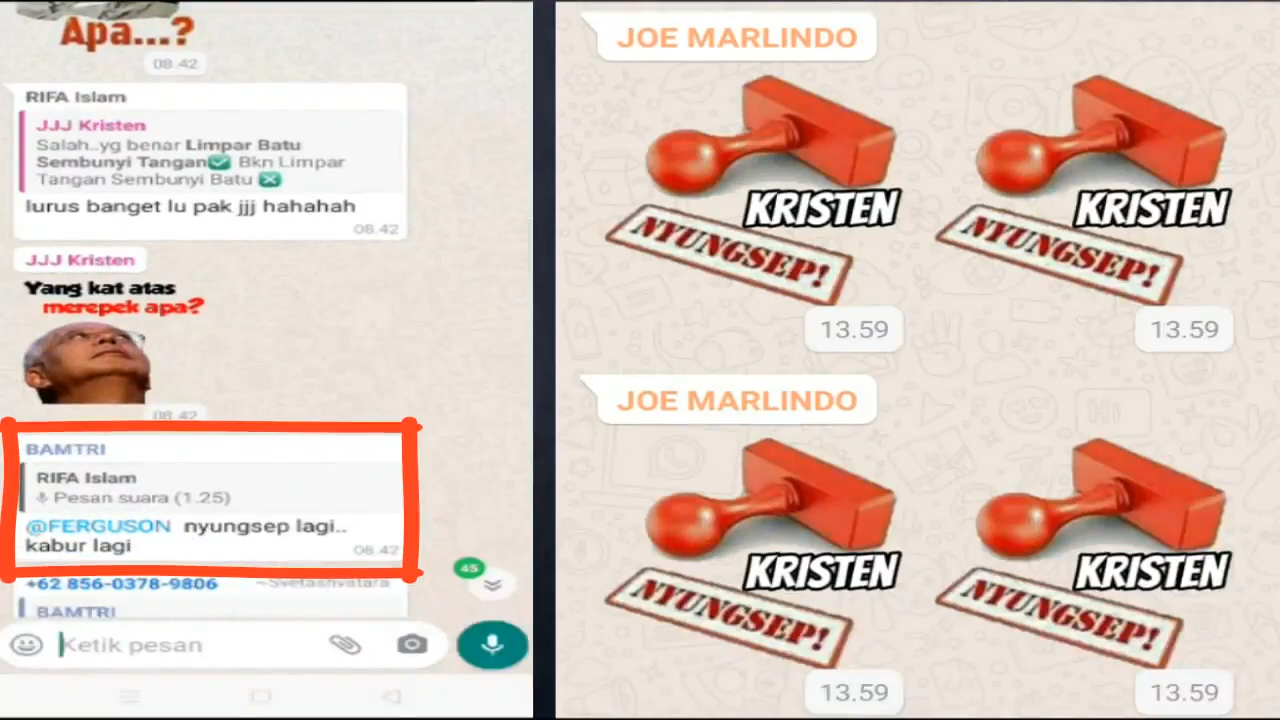 Apa...?
08.42
RIFA Islam
JJJ Kristen
Salah..yg benar Limpar Batu
Sembunyi Tangan✅ Bkn Limpar
Tangan Sembunyi Batu ❎
lurus banget lu pak jjj hahahah
08.42
JJJ Kristen
Yang kat atas
merepek apa?
08.42
BAMTRI
RIFA Islam
Pesan suara (1.25)
@FERGUSON nyungsep lagi..
kabur lagi
08.42
45
+62 856-0378-9806 ~Svetashvatara
BAMTRI
Ketik pesan
JOE MARLINDO
KRISTEN
NYUNGSEP!
13.59
KRISTEN
NYUNGSEP!
13.59
JOE MARLINDO
KRISTEN
NYUNGSEP!
13.59
KRISTEN
NYUNGSEP!
13.59